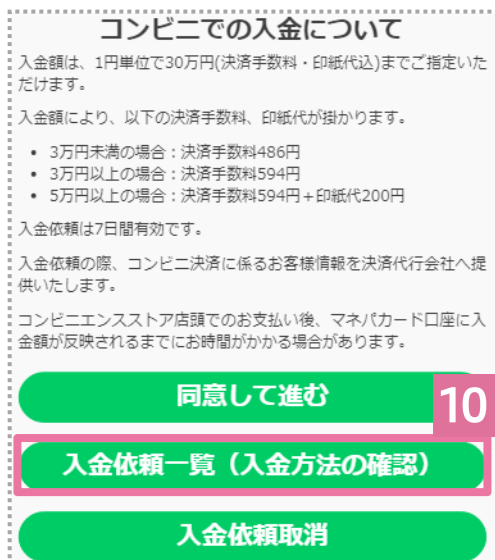 コンビニでの入金について
入金額は、1円単位で30万円(決済手数料・印紙代込)までご指定いた
だけます。
入金額により、以下の決済手数料、印紙代が掛かります。
• 3万円未満の場合：決済手数料486円
• 3万円以上の場合：決済手数料594円
• 5万円以上の場合：決済手数料594円＋印紙代200円
入金依頼は7日間有効です。
入金依頼の際、コンビニ決済に係るお客様情報を決済代行会社へ提
供いたします。
コンビニエンスストア店頭でのお支払い後、マネパカード口座に入
金額が反映されるまでにお時間がかかる場合があります。
同意して進む
10
入金依頼一覧（入金方法の確認）
入金依頼取消